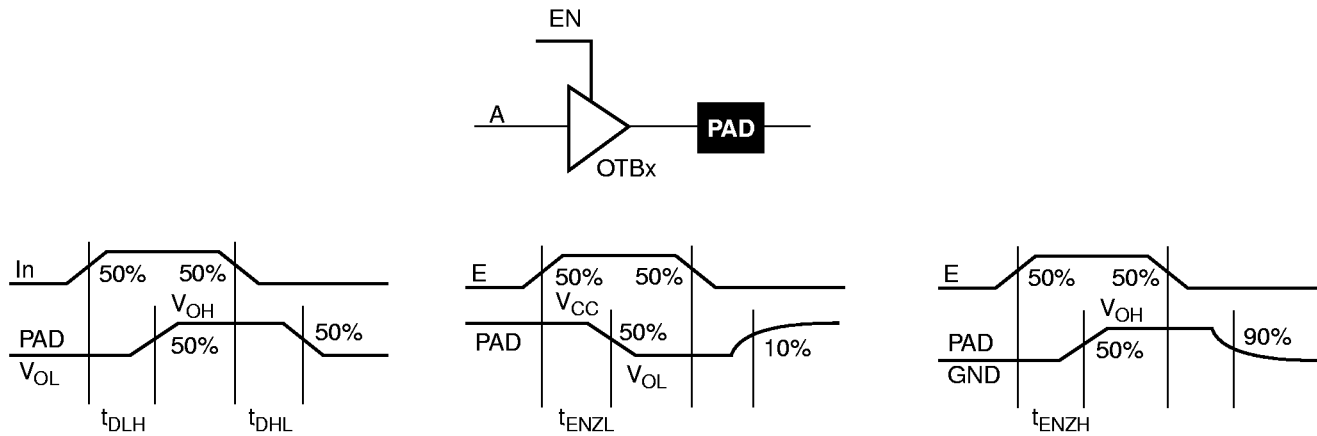 EN
A
PAD
OTBx
In
50%
50%
V_OH
PAD
50%
50%
V_OL
t_DLH
t_DHL
E
50%
50%
V_CC
PAD
50%
10%
V_OL
t_ENZL
E
50%
50%
V_OH
PAD
50%
90%
GND
t_ENZH